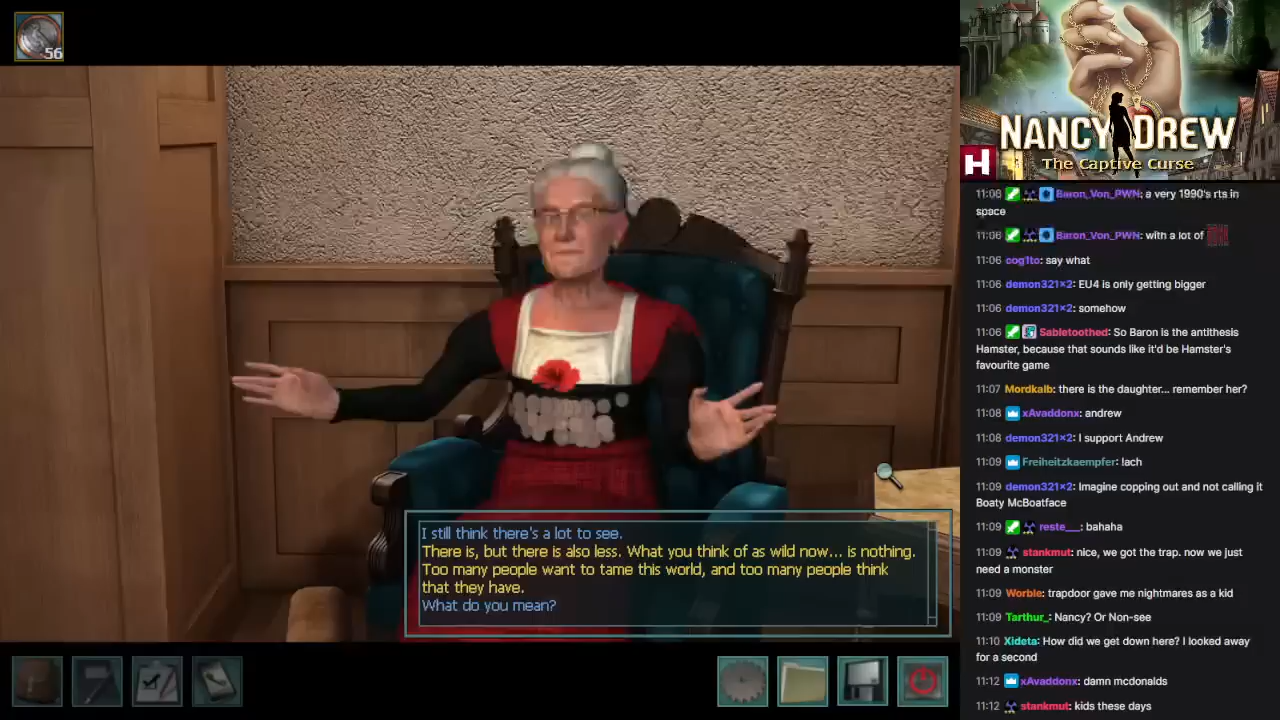 56
I still think there's a lot to see.
There is, but there is also less. What you think of as wild now... is nothing.
Too many people want to tame this world, and too many people think
that they have.
What do you mean?
NANCY DREW
The Captive Curse
H
11:06 Baron_Von_PWN: a very 1990's rts in
space
11:06 Baron_Von_PWN: with a lot of
11:06 cog1to: say what
11:06 demon321x2: EU4 is only getting bigger
11:06 demon321x2: somehow
11:06 Sabletoothed: So Baron is the antithesis
Hamster, because that sounds like it'd be Hamster's
favourite game
11:07 Mordkalb: there is the daughter... remember her?
11:08 xAvaddonx: andrew
11:08 demon321x2: I support Andrew
11:09 Freiheitzkaempfer: !ach
11:09 demon321x2: Imagine copping out and not calling it
Boaty McBoatface
11:09 reste___: bahaha
11:09 stankmut: nice, we got the trap. now we just
need a monster
11:09 Worble: trapdoor gave me nightmares as a kid
11:09 Tarthur_: Nancy? Or Non-see
11:10 Xideta: How did we get down here? I looked away
for a second
11:12 xAvaddonx: damn mcdonalds
11:12 stankmut: kids these days